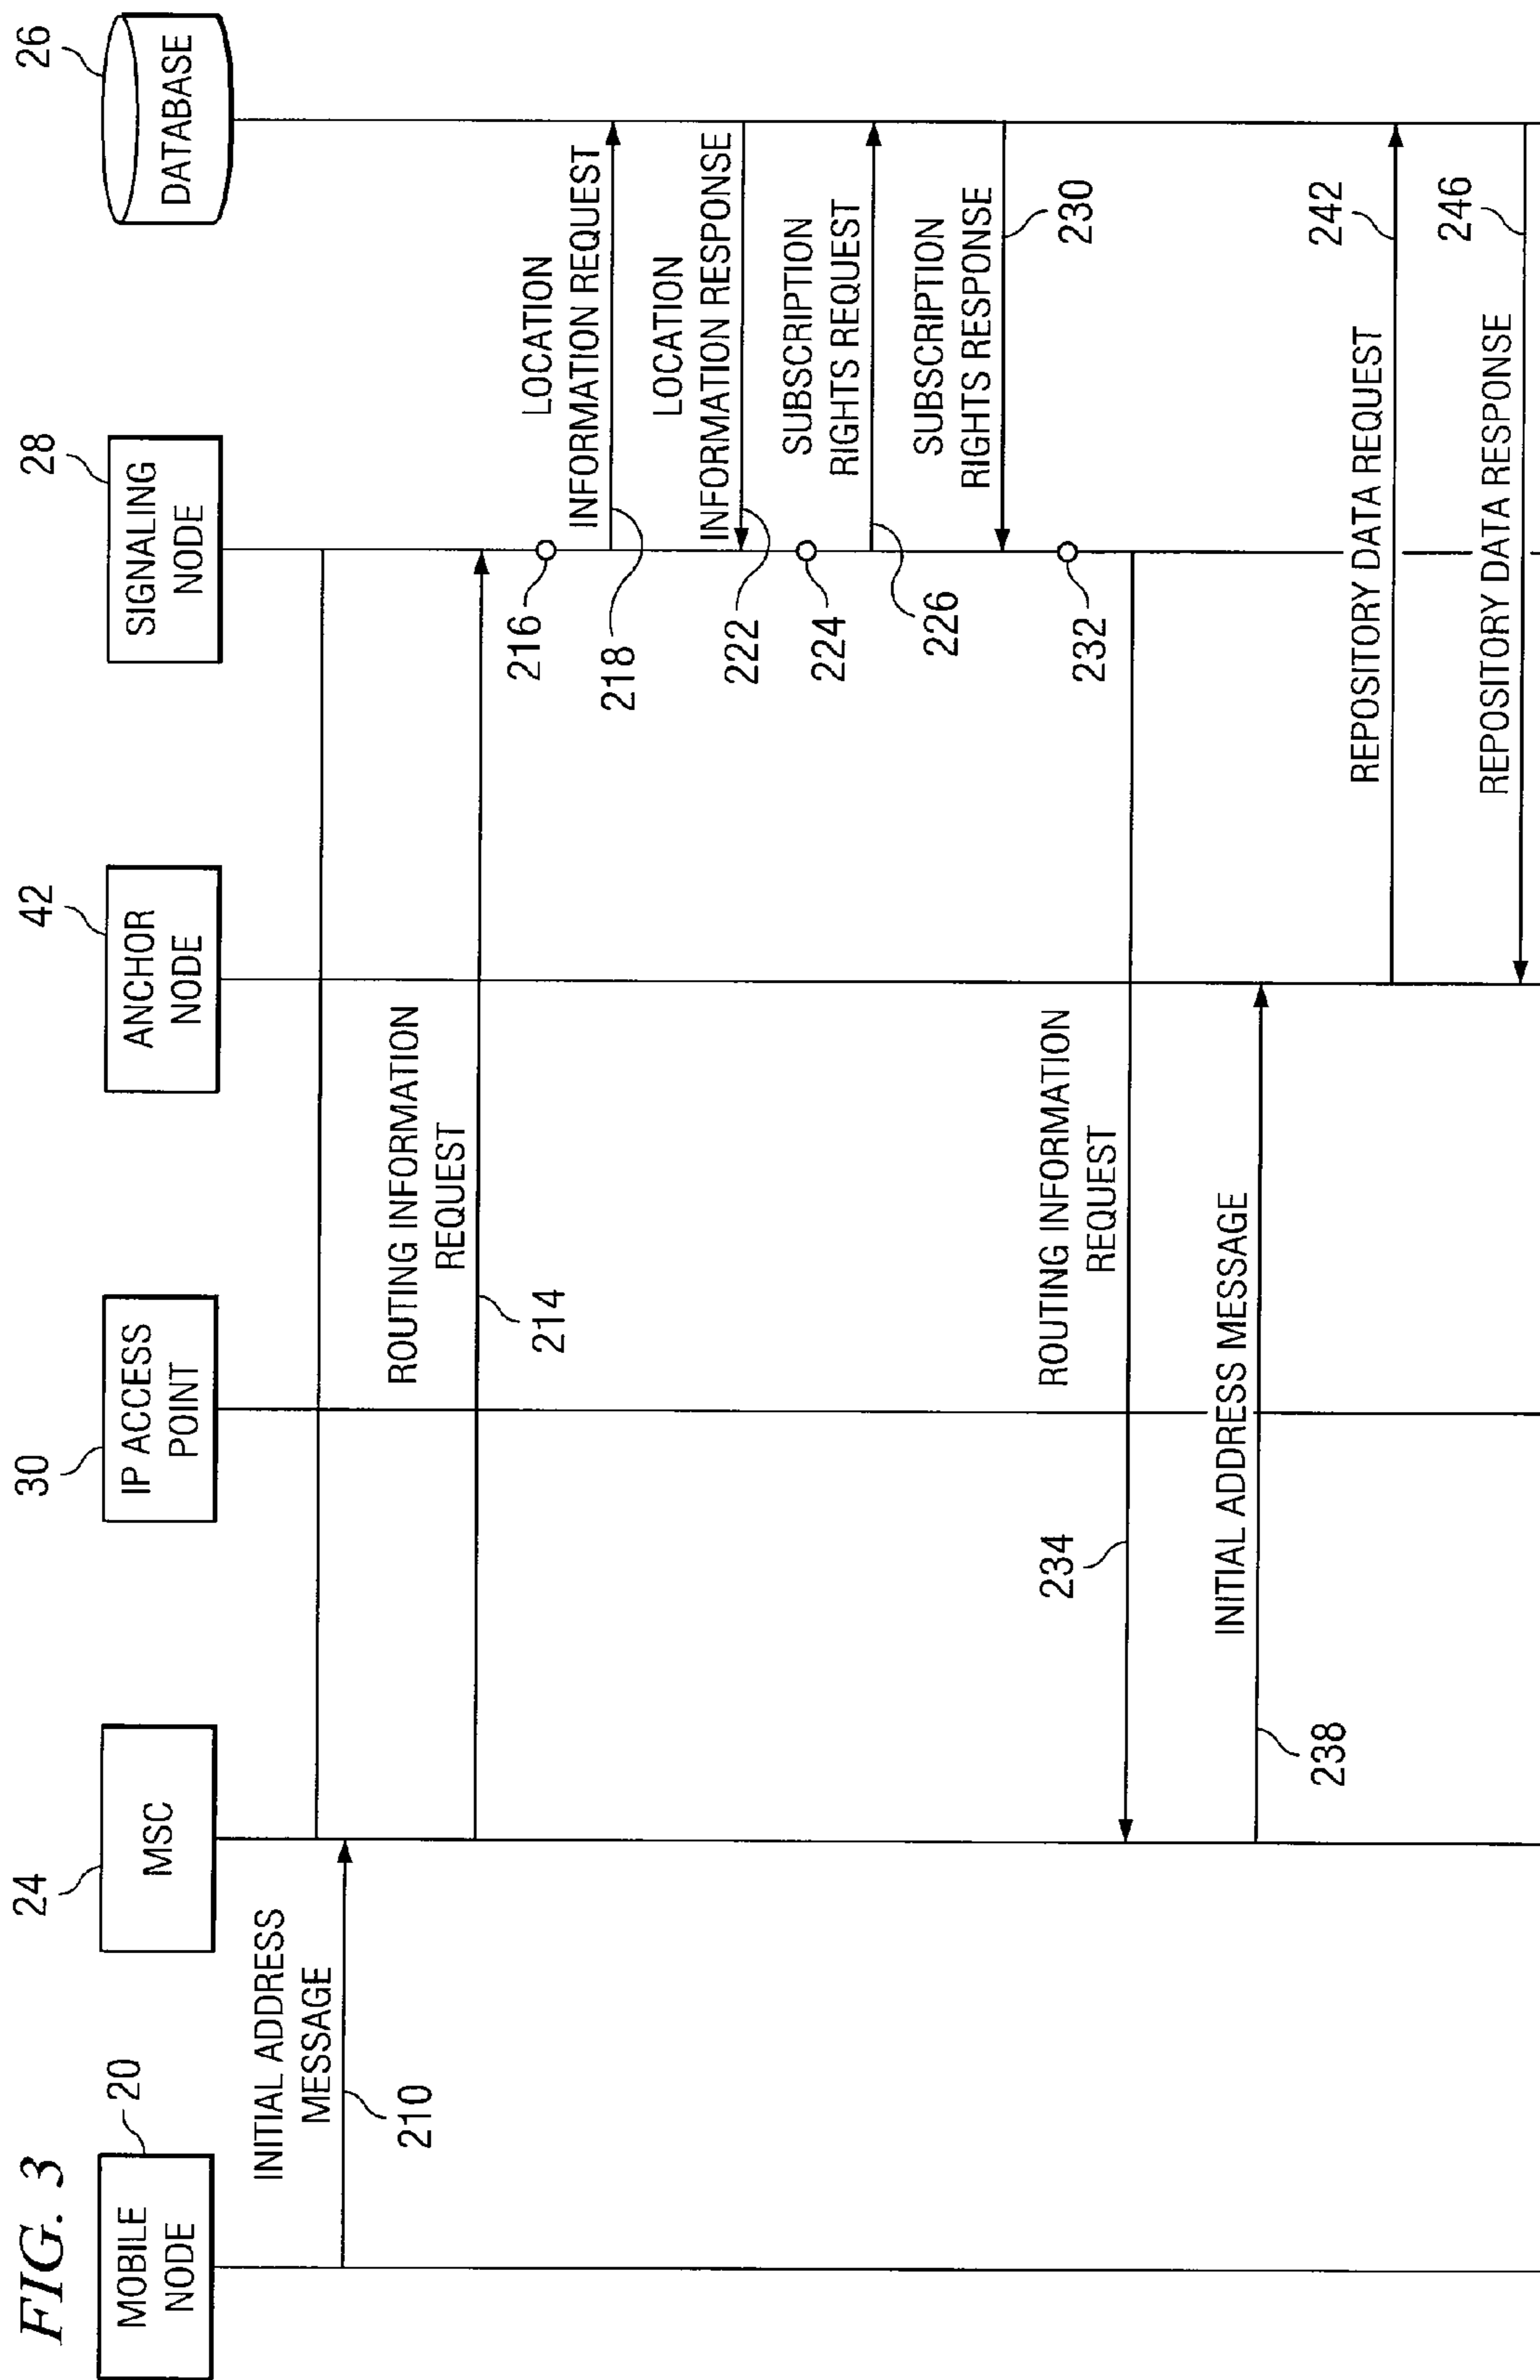 FIG. 3
20
MOBILE
NODE
24
MSC
30
IP ACCESS
POINT
42
ANCHOR
NODE
28
SIGNALING
NODE
26
DATABASE
INITIAL ADDRESS
MESSAGE
210
ROUTING INFORMATION
REQUEST
214
216
LOCATION
INFORMATION REQUEST
218
LOCATION
INFORMATION RESPONSE
222
224
SUBSCRIPTION
RIGHTS REQUEST
226
SUBSCRIPTION
RIGHTS RESPONSE
230
232
ROUTING INFORMATION
REQUEST
234
INITIAL ADDRESS MESSAGE
238
REPOSITORY DATA REQUEST
242
REPOSITORY DATA RESPONSE
246